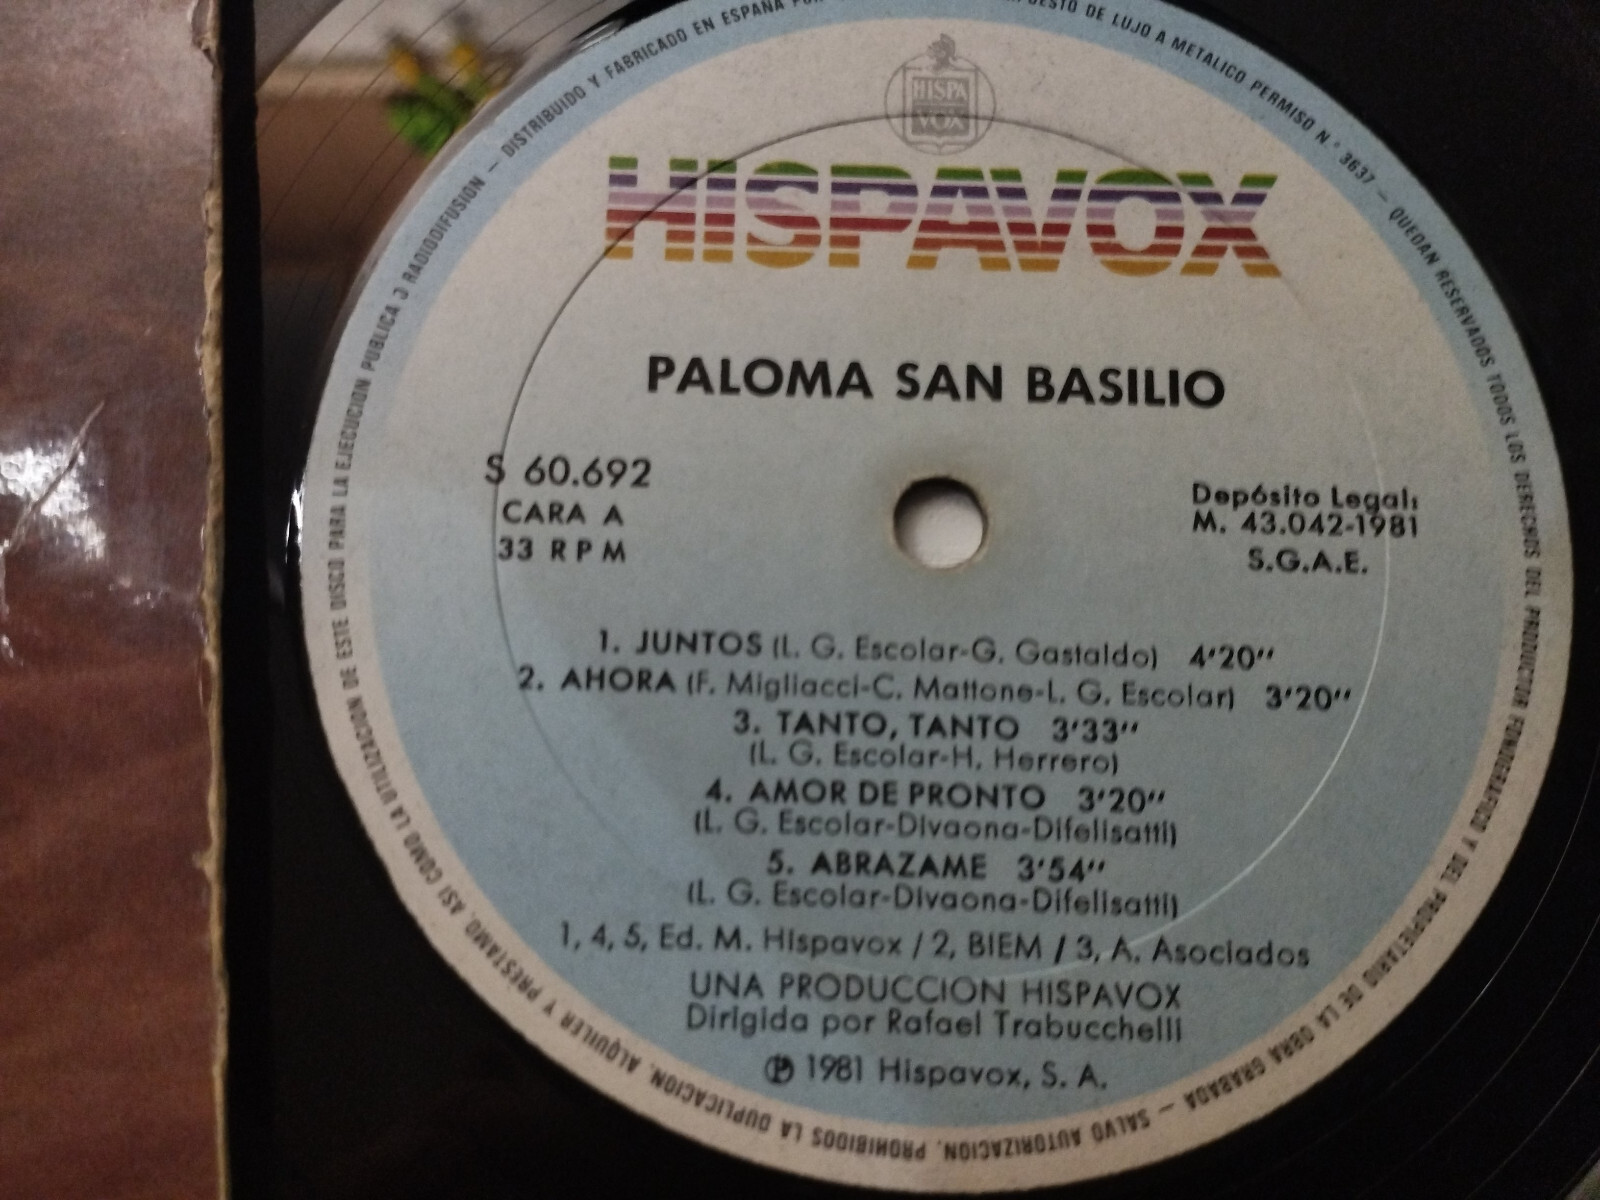 DISTRIBUIDO Y FABRICADO EN ESPAÑA
DE LUJO A METALICO PERMISO N.° 3637 — QUEDAN RESERVADOS TODOS LOS DERECHOS DEL PRODUCTOR FONOGRAFICO Y DEL PROPIETARIO DE LA OBRA GRABADA — SALVO AUTORIZACION, PROHIBIDOS LA DUPLICACION, ALQUILER Y PRESTAMO, ASI COMO LA UTILIZACION DE ESTE DISCO PARA LA EJECUCION PUBLICA O RADIODIFUSION —
HISPA
VOX
HISPAVOX
PALOMA SAN BASILIO
S 60.692
CARA A
33 RPM
Depósito Legal:
M. 43.042-1981
S.G.A.E.
1. JUNTOS (L. G. Escolar-G. Gastaldo) 4'20''
2. AHORA (F. Migliacci-C. Mattone-L. G. Escolar) 3'20''
3. TANTO, TANTO 3'33''
(L. G. Escolar-H. Herrero)
4. AMOR DE PRONTO 3'20''
(L. G. Escolar-Divaona-Difelisatti)
5. ABRAZAME 3'54''
(L. G. Escolar-Divaona-Difelisatti)
1, 4, 5, Ed. M. Hispavox / 2, BIEM / 3, A. Asociados
UNA PRODUCCION HISPAVOX
Dirigida por Rafael Trabucchelli
Ⓟ 1981 Hispavox, S. A.